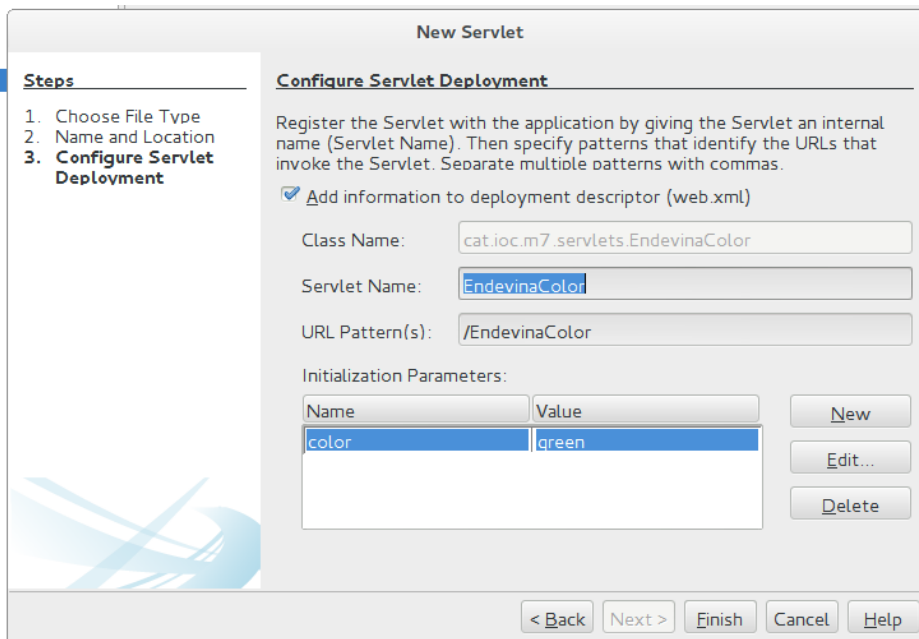 New Servlet
Steps
1. Choose File Type
2. Name and Location
3. Configure Servlet
Deployment
Configure Servlet Deployment
Register the Servlet with the application by giving the Servlet an internal
name (Servlet Name). Then specify patterns that identify the URLs that
invoke the Servlet. Separate multiple patterns with commas.
Add information to deployment descriptor (web.xml)
Class Name: cat.ioc.m7.servlets.EndevinaColor
Servlet Name: EndevinaColor
URL Pattern(s): /EndevinaColor
Initialization Parameters:
Name Value
color green
New
Edit...
Delete
< Back Next > Finish Cancel Help